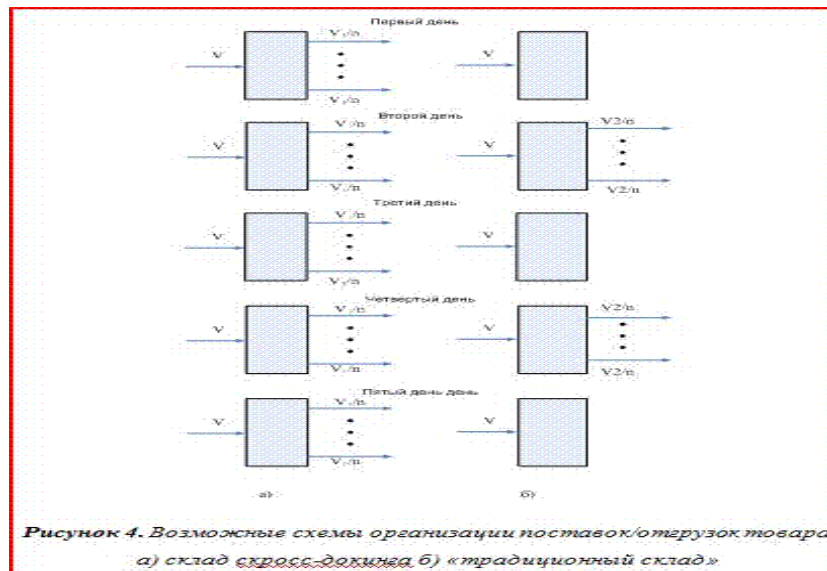 Первый день
V V₁/n V
V₁/n
Второй день
V V₁/n V V2/n
V₁/n V2/n
Третий день
V V₁/n V
V₁/n
Четвертый день
V V₁/n V V2/n
V₁/n V2/n
Пятый день день
V V₁/n V
V₁/n
а) б)
Рисунок 4. Возможные схемы организации поставок/отгрузок товара
а) склад скросс-докинга б) «традиционный склад»